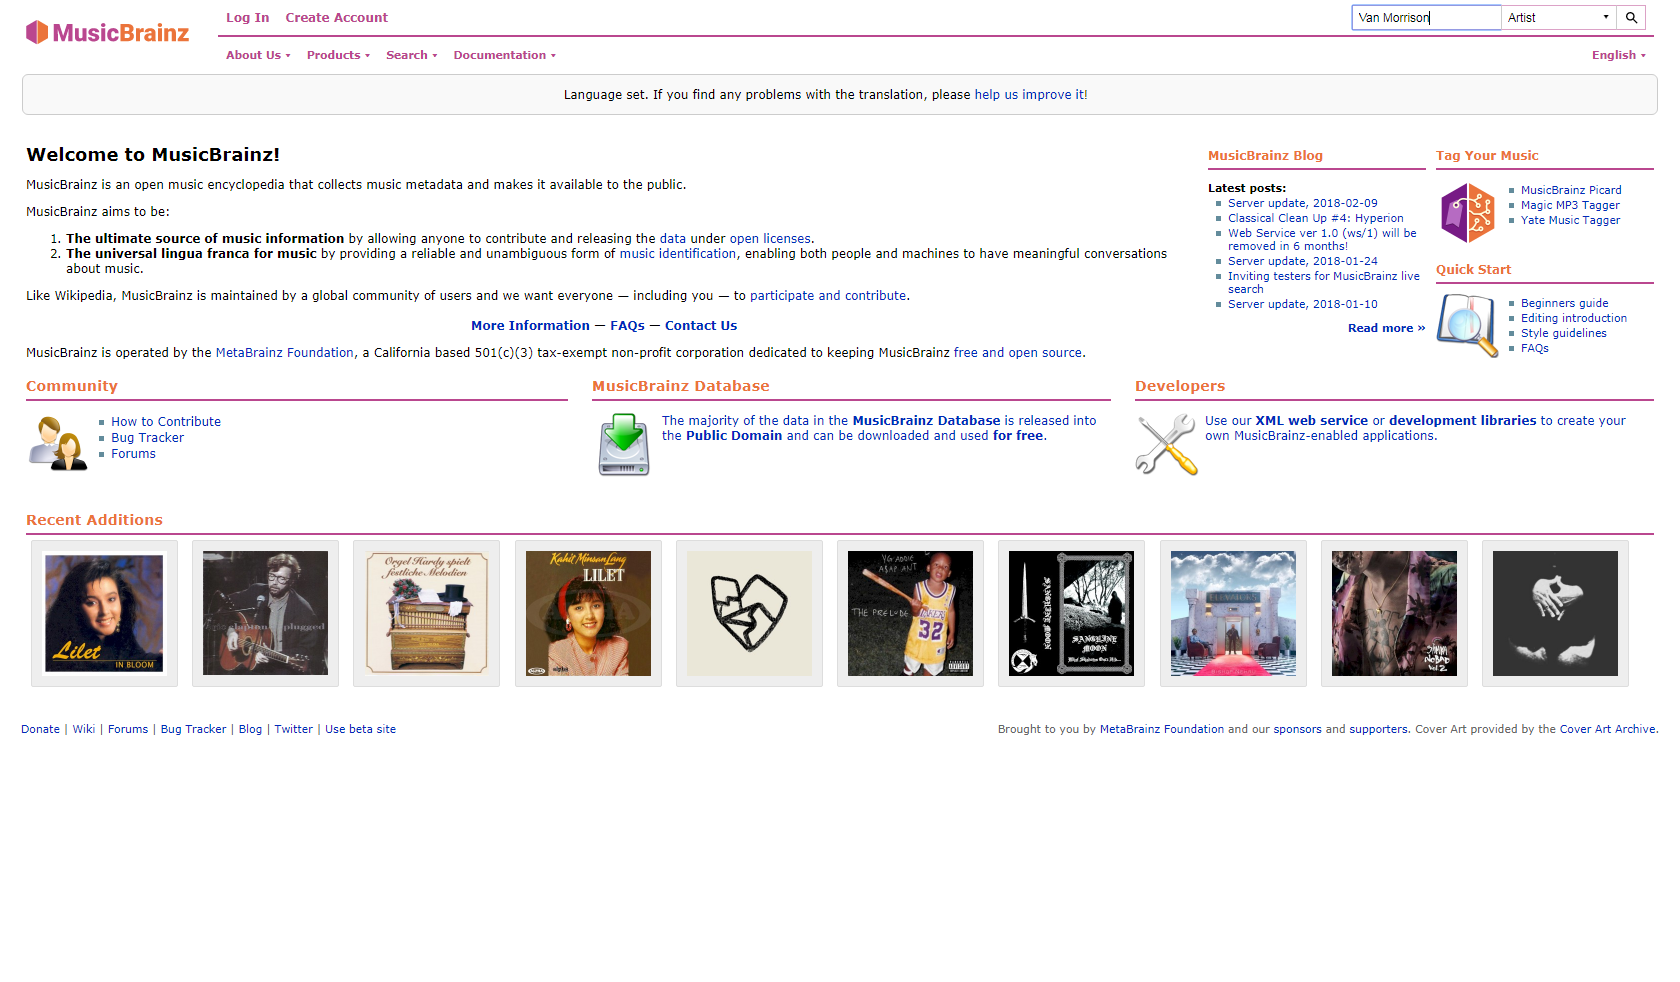 MusicBrainz
Log In Create Account
Van Morrison Artist
About Us Products Search Documentation English
Language set. If you find any problems with the translation, please help us improve it!
Welcome to MusicBrainz!
MusicBrainz is an open music encyclopedia that collects music metadata and makes it available to the public.
MusicBrainz aims to be:
1. The ultimate source of music information by allowing anyone to contribute and releasing the data under open licenses.
2. The universal lingua franca for music by providing a reliable and unambiguous form of music identification, enabling both people and machines to have meaningful conversations
about music.
Like Wikipedia, MusicBrainz is maintained by a global community of users and we want everyone — including you — to participate and contribute.
More Information — FAQs — Contact Us
MusicBrainz is operated by the MetaBrainz Foundation, a California based 501(c)(3) tax-exempt non-profit corporation dedicated to keeping MusicBrainz free and open source.
MusicBrainz Blog
Latest posts:
Server update, 2018-02-09
Classical Clean Up #4: Hyperion
Web Service ver 1.0 (ws/1) will be
removed in 6 months!
Server update, 2018-01-24
Inviting testers for MusicBrainz live
search
Server update, 2018-01-10
Read more »
Tag Your Music
MusicBrainz Picard
Magic MP3 Tagger
Yate Music Tagger
Quick Start
Beginners guide
Editing introduction
Style guidelines
FAQs
Community
How to Contribute
Bug Tracker
Forums
MusicBrainz Database
The majority of the data in the MusicBrainz Database is released into
the Public Domain and can be downloaded and used for free.
Developers
Use our XML web service or development libraries to create your
own MusicBrainz-enabled applications.
Recent Additions
Lilet
IN BLOOM
clapton unplugged
Orgel Hardy spielt
festliche Melodien
Kahit Minsan Lang
LILET
YG ADDIE
A$AP ANT
THE PRELUDE
32
SANGUINE
MOON
ELEVATORS
Donate | Wiki | Forums | Bug Tracker | Blog | Twitter | Use beta site
Brought to you by MetaBrainz Foundation and our sponsors and supporters. Cover Art provided by the Cover Art Archive.